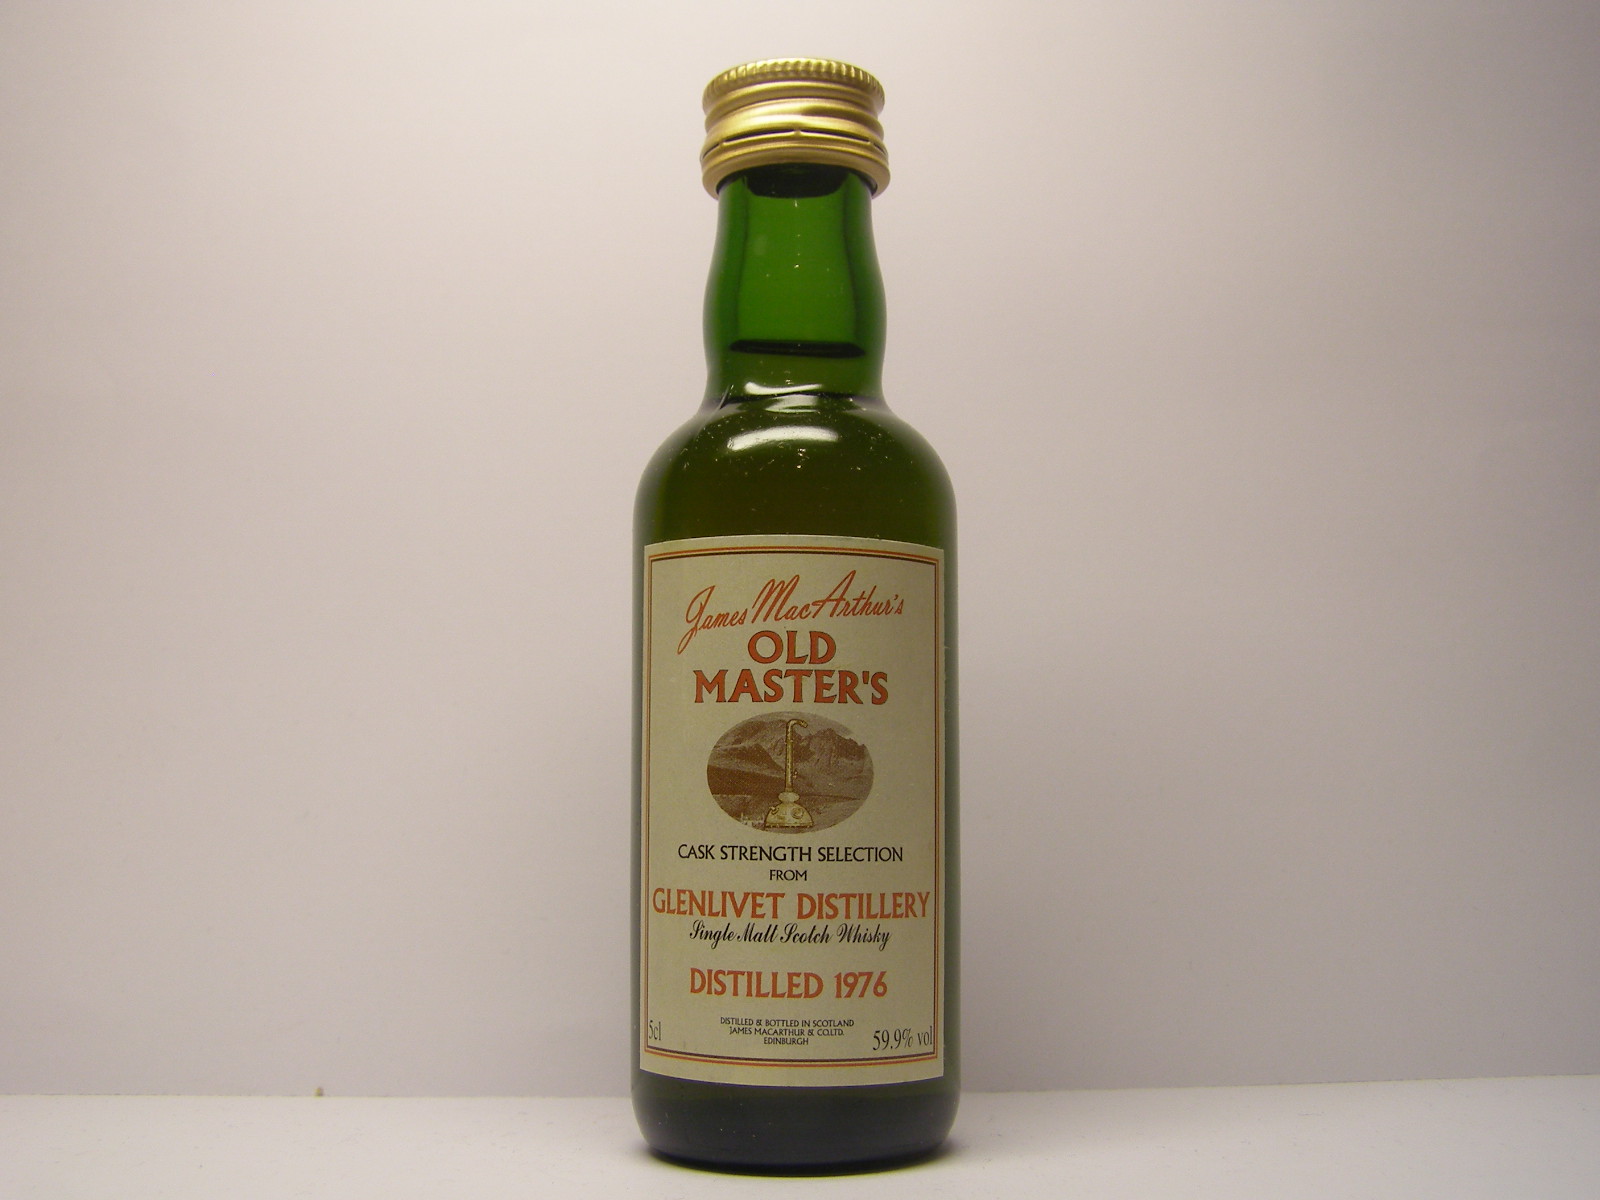 James MacArthur's
OLD
MASTER'S
CASK STRENGTH SELECTION
FROM
GLENLIVET DISTILLERY
Single Malt Scotch Whisky
DISTILLED 1976
DISTILLED & BOTTLED IN SCOTLAND
JAMES MACARTHUR & CO.LTD.
EDINBURGH
5cl
59.9% vol